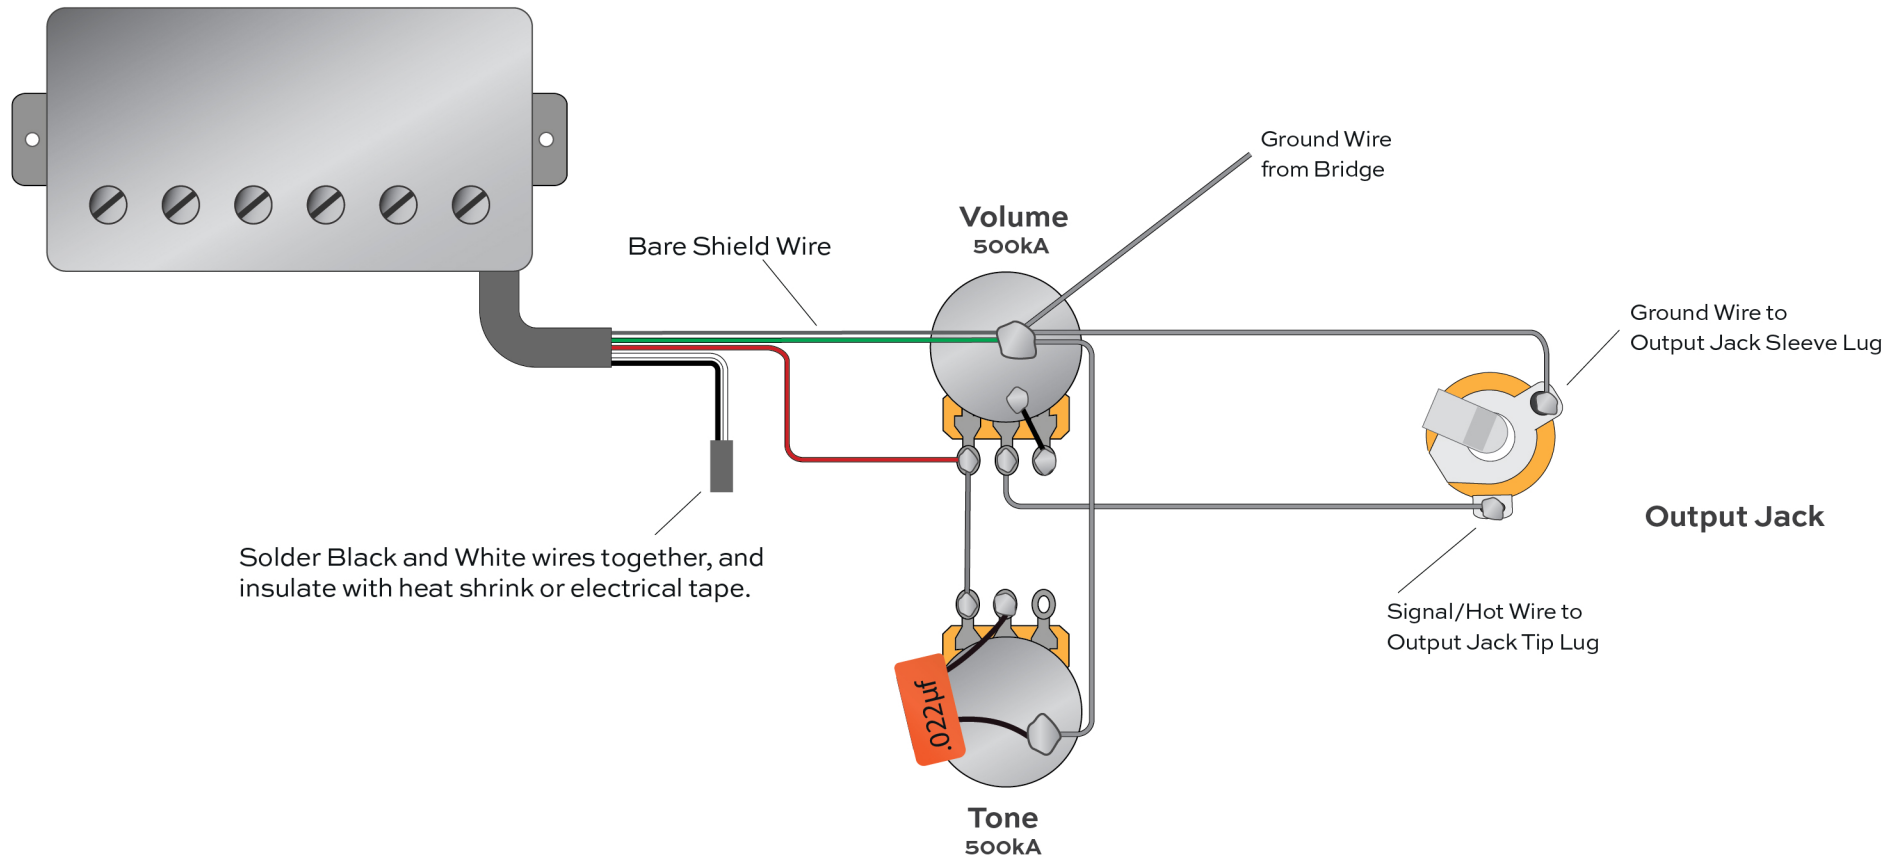 Ground Wire
from Bridge
Volume
500kA
Bare Shield Wire
Ground Wire to
Output Jack Sleeve Lug
Output Jack
Solder Black and White wires together, and
insulate with heat shrink or electrical tape.
Signal/Hot Wire to
Output Jack Tip Lug
.022µf
Tone
500kA